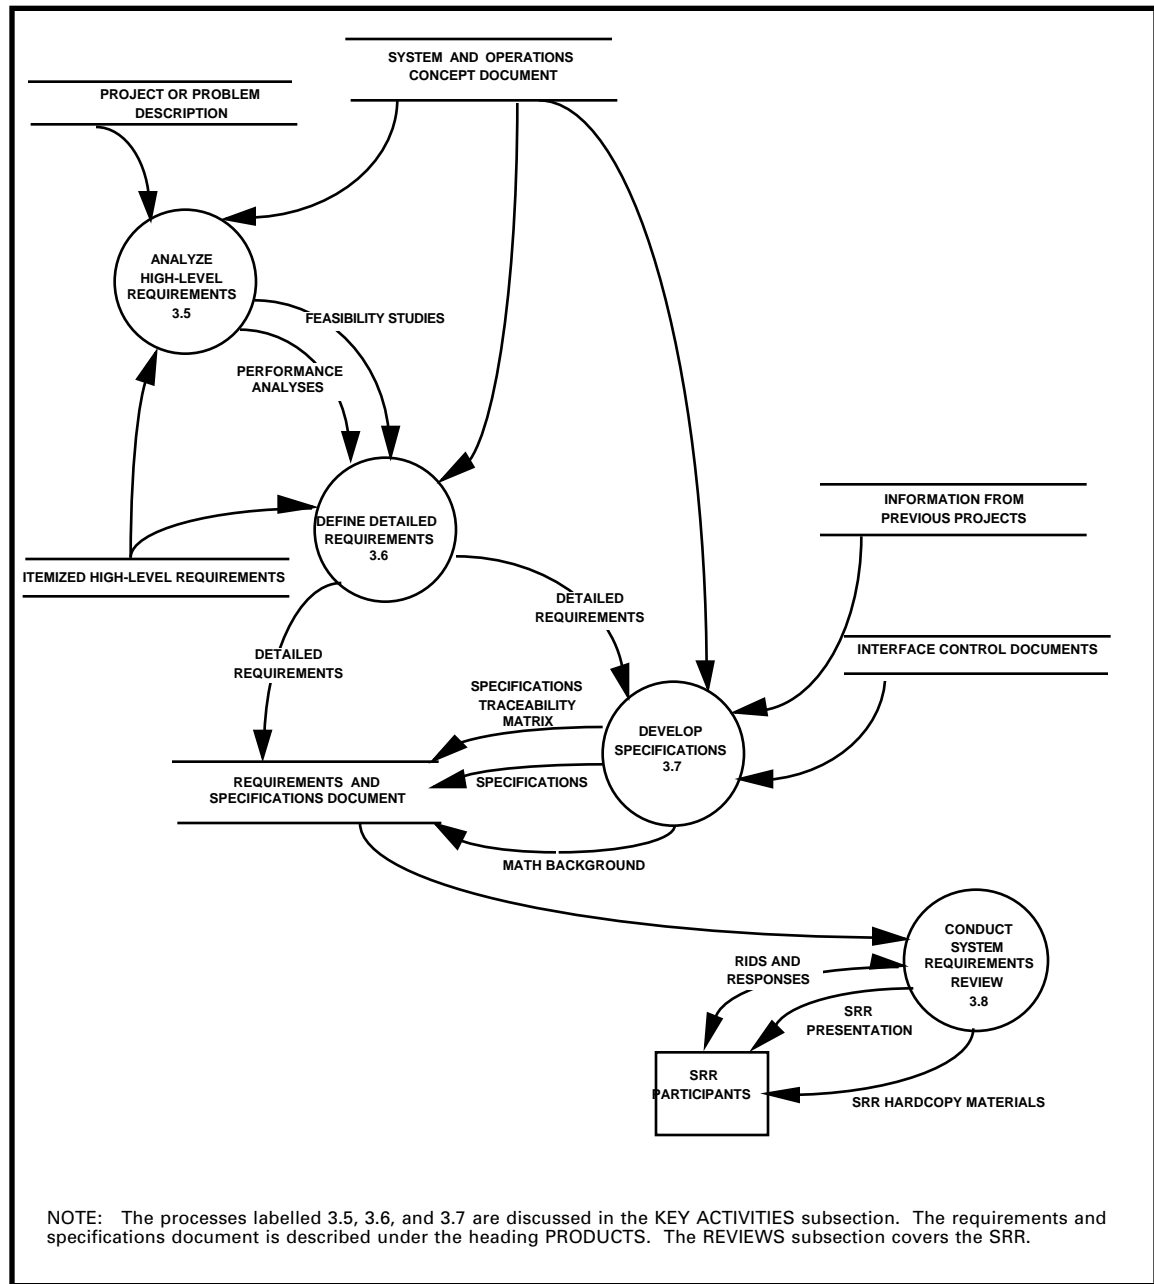 SYSTEM AND OPERATIONS
CONCEPT DOCUMENT
PROJECT OR PROBLEM
DESCRIPTION
ANALYZE
HIGH-LEVEL
REQUIREMENTS
3.5
FEASIBILITY STUDIES
PERFORMANCE
ANALYSES
INFORMATION FROM
PREVIOUS PROJECTS
DEFINE DETAILED
REQUIREMENTS
3.6
ITEMIZED HIGH-LEVEL REQUIREMENTS
DETAILED
REQUIREMENTS
INTERFACE CONTROL DOCUMENTS
DETAILED
REQUIREMENTS
SPECIFICATIONS
TRACEABILITY
MATRIX
DEVELOP
SPECIFICATIONS
3.7
REQUIREMENTS AND
SPECIFICATIONS DOCUMENT
SPECIFICATIONS
MATH BACKGROUND
CONDUCT
SYSTEM
REQUIREMENTS
REVIEW
3.8
RIDS AND
RESPONSES
SRR
PRESENTATION
SRR
PARTICIPANTS
SRR HARDCOPY MATERIALS
NOTE: The processes labelled 3.5, 3.6, and 3.7 are discussed in the KEY ACTIVITIES subsection. The requirements and
specifications document is described under the heading PRODUCTS. The REVIEWS subsection covers the SRR.